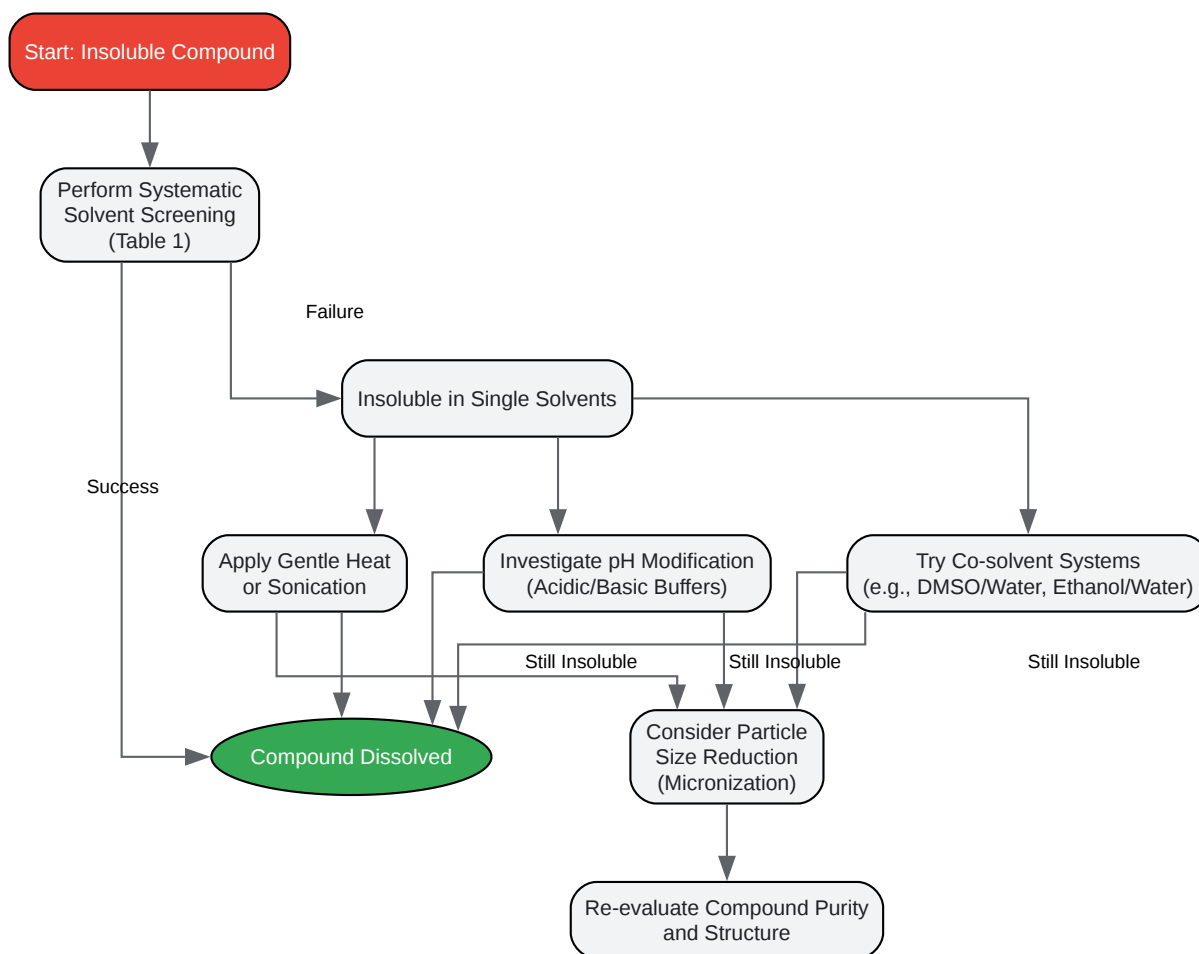 Start: Insoluble Compound
Perform Systematic
Solvent Screening
(Table 1)
Failure
Insoluble in Single Solvents
Success
Apply Gentle Heat
or Sonication
Investigate pH Modification
(Acidic/Basic Buffers)
Try Co-solvent Systems
(e.g., DMSO/Water, Ethanol/Water)
Still Insoluble
Still Insoluble
Still Insoluble
Compound Dissolved
Consider Particle
Size Reduction
(Micronization)
Re-evaluate Compound Purity
and Structure